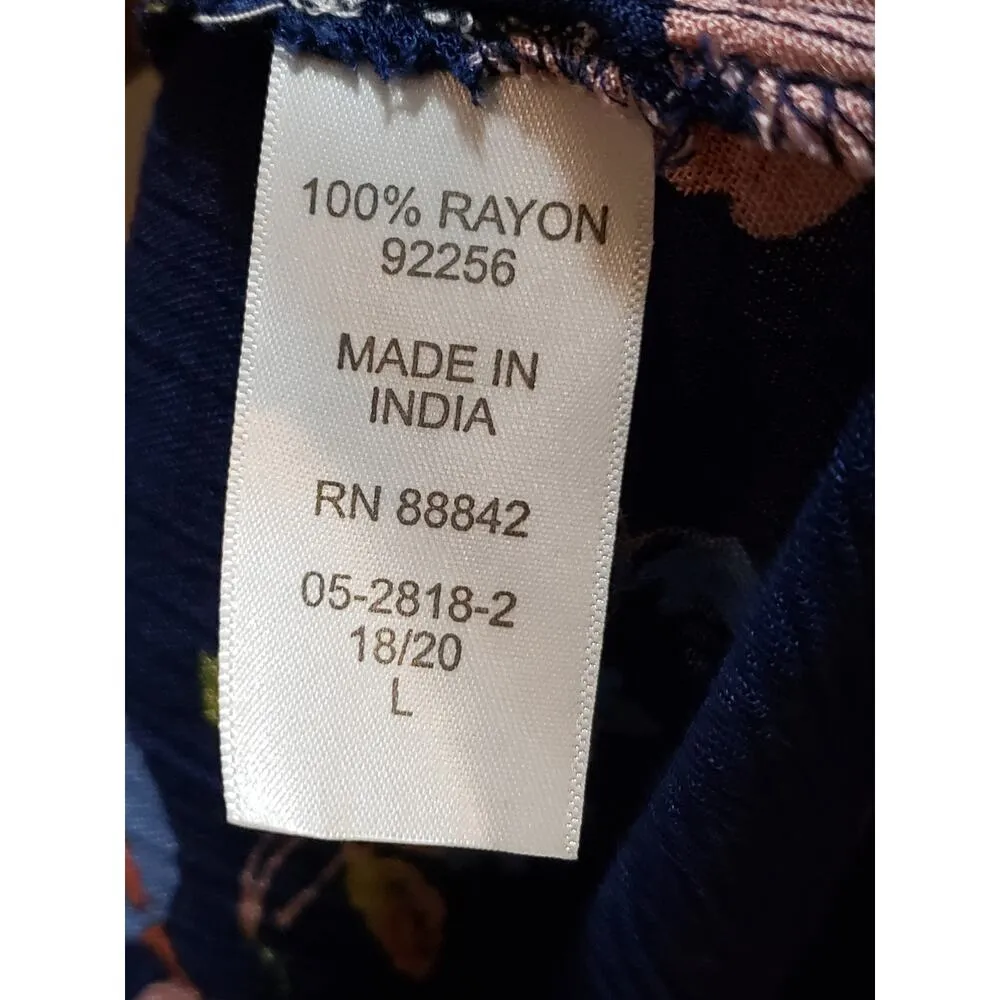 100% RAYON
92256
MADE IN
INDIA
RN 88842
05-2818-2
18/20
L